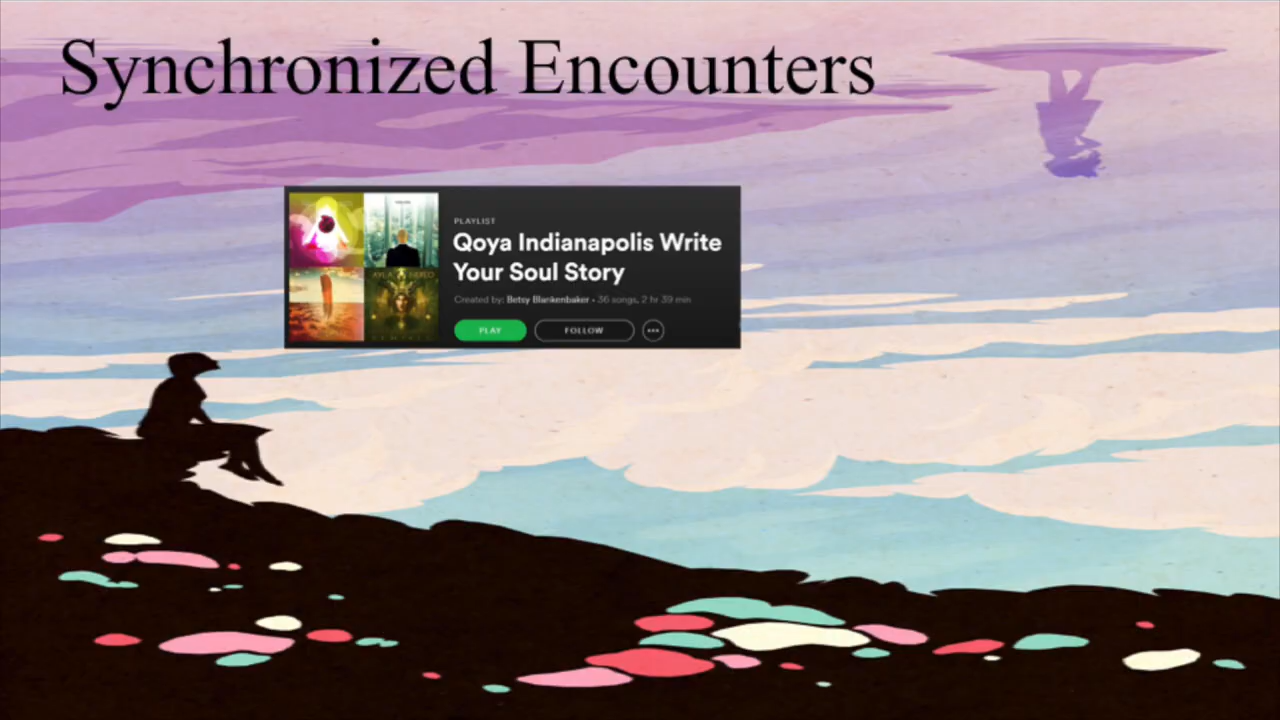 Synchronized Encounters
PLAYLIST
Qoya Indianapolis Write
Your Soul Story
Created by: Betsy Blankenbaker • 36 songs, 2 hr 39 min
PLAY
FOLLOW